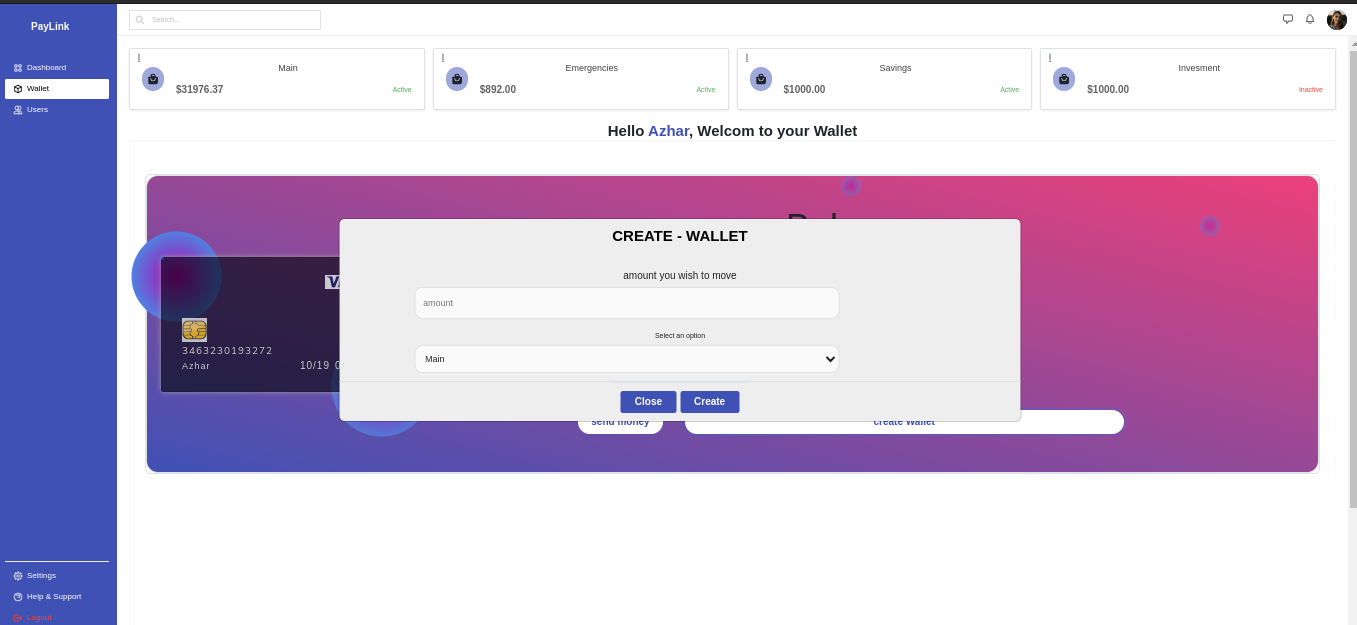 PayLink
Search...
Dashboard
Wallet
Users
Main
$31976.37
Active
Emergencies
$892.00
Active
Savings
$1000.00
Active
Invesment
$1000.00
Inactive
Hello Azhar, Welcom to your Wallet
CREATE - WALLET
amount you wish to move
amount
Select an option
Main
Close
Create
3463230193272
Azhar
10/19
send money
create Wallet
Settings
Help & Support
Logout